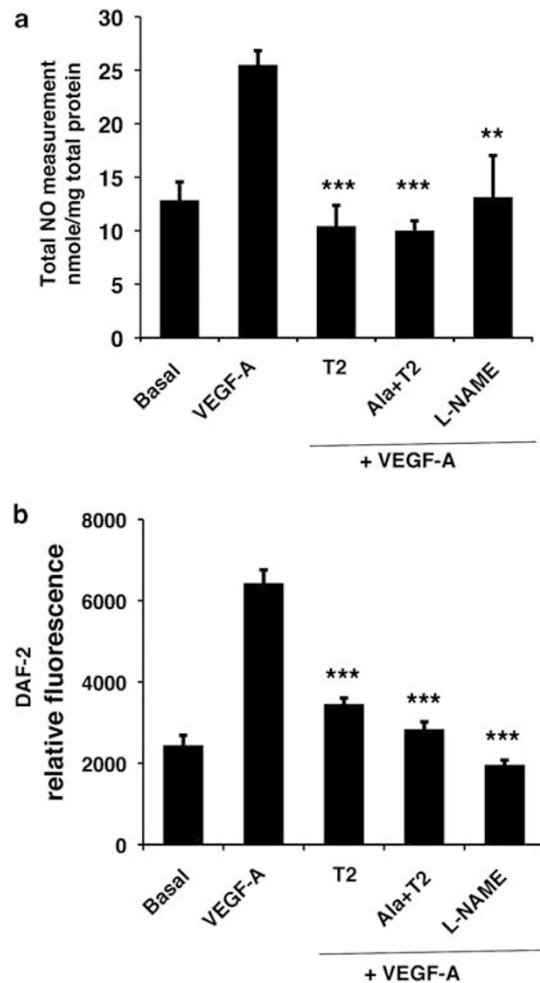 a
Total NO measurement
nmole/mg total protein
30
25
20
15
10
5
0
***
***
**
Basal
VEGF-A
T2
Ala+T2
L-NAME
+ VEGF-A
b
DAF-2
relative fluorescence
8000
6000
4000
2000
0
***
***
***
Basal
VEGF-A
T2
Ala+T2
L-NAME
+ VEGF-A